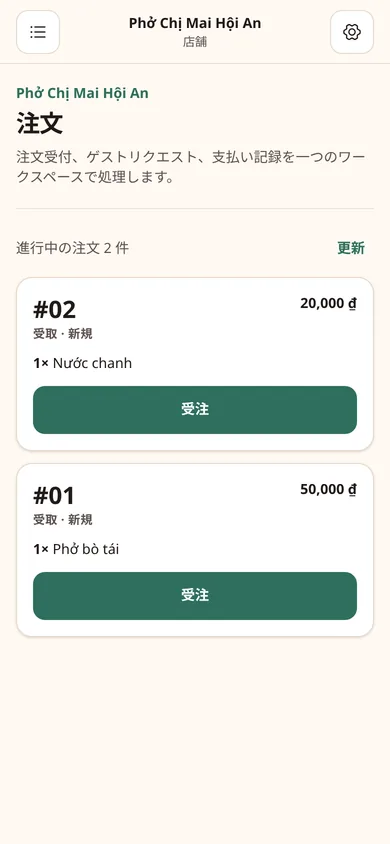 Phở Chị Mai Hội An
店舗
Phở Chị Mai Hội An
注文
注文受付、ゲストリクエスト、支払い記録を一つのワー
クスペースで処理します。
進行中の注文 2 件
更新
#02
20,000 ₫
受取 · 新規
1× Nước chanh
受注
#01
50,000 ₫
受取 · 新規
1× Phở bò tái
受注